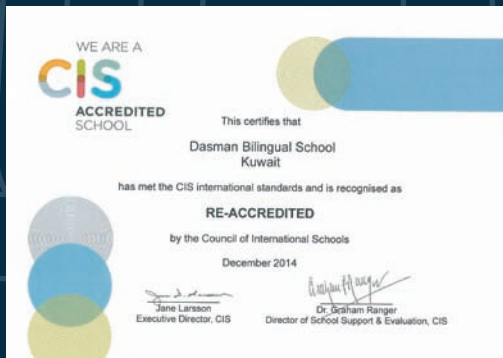 WE ARE A
CIS
ACCREDITED
SCHOOL
This certifies that
Dasman Bilingual School
Kuwait
has met the CIS international standards and is recognised as
RE-ACCREDITED
by the Council of International Schools
December 2014
Jane Larsson
Executive Director, CIS
Dr. Graham Ranger
Director of School Support & Evaluation, CIS